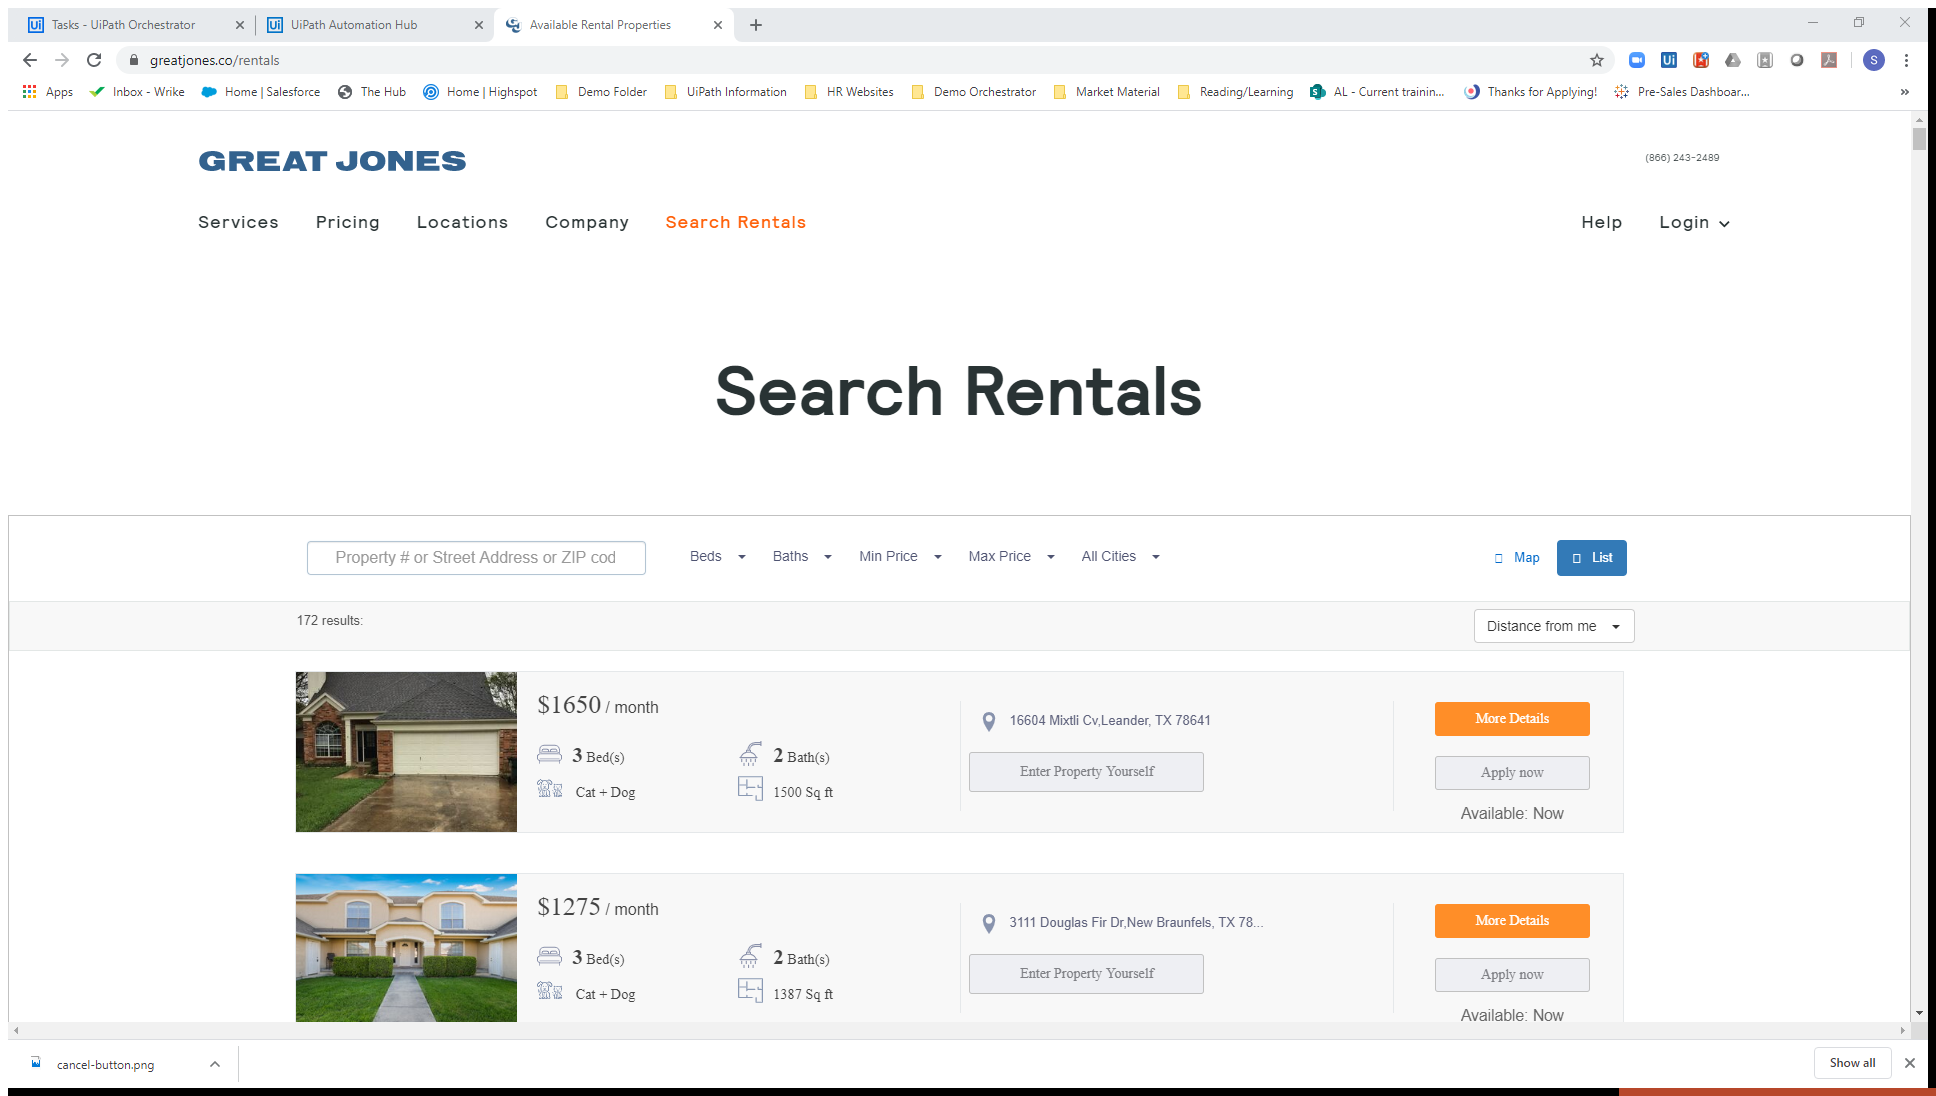 Tasks - UiPath Orchestrator
UiPath Automation Hub
Available Rental Properties
greatjones.co/rentals
S
Apps
Inbox - Wrike
Home | Salesforce
The Hub
Home | Highspot
Demo Folder
UiPath Information
HR Websites
Demo Orchestrator
Market Material
Reading/Learning
AL - Current trainin...
Thanks for Applying!
Pre-Sales Dashboar...
GREAT JONES
(866) 243-2489
Services
Pricing
Locations
Company
Search Rentals
Help
Login
Search Rentals
Property # or Street Address or ZIP cod
Beds
Baths
Min Price
Max Price
All Cities
Map
List
172 results:
Distance from me
$1650 / month
3 Bed(s)
2 Bath(s)
Cat + Dog
1500 Sq ft
16604 Mixtli Cv,Leander, TX 78641
Enter Property Yourself
More Details
Apply now
Available: Now
$1275 / month
3 Bed(s)
2 Bath(s)
Cat + Dog
1387 Sq ft
3111 Douglas Fir Dr,New Braunfels, TX 78...
Enter Property Yourself
More Details
Apply now
Available: Now
cancel-button.png
Show all